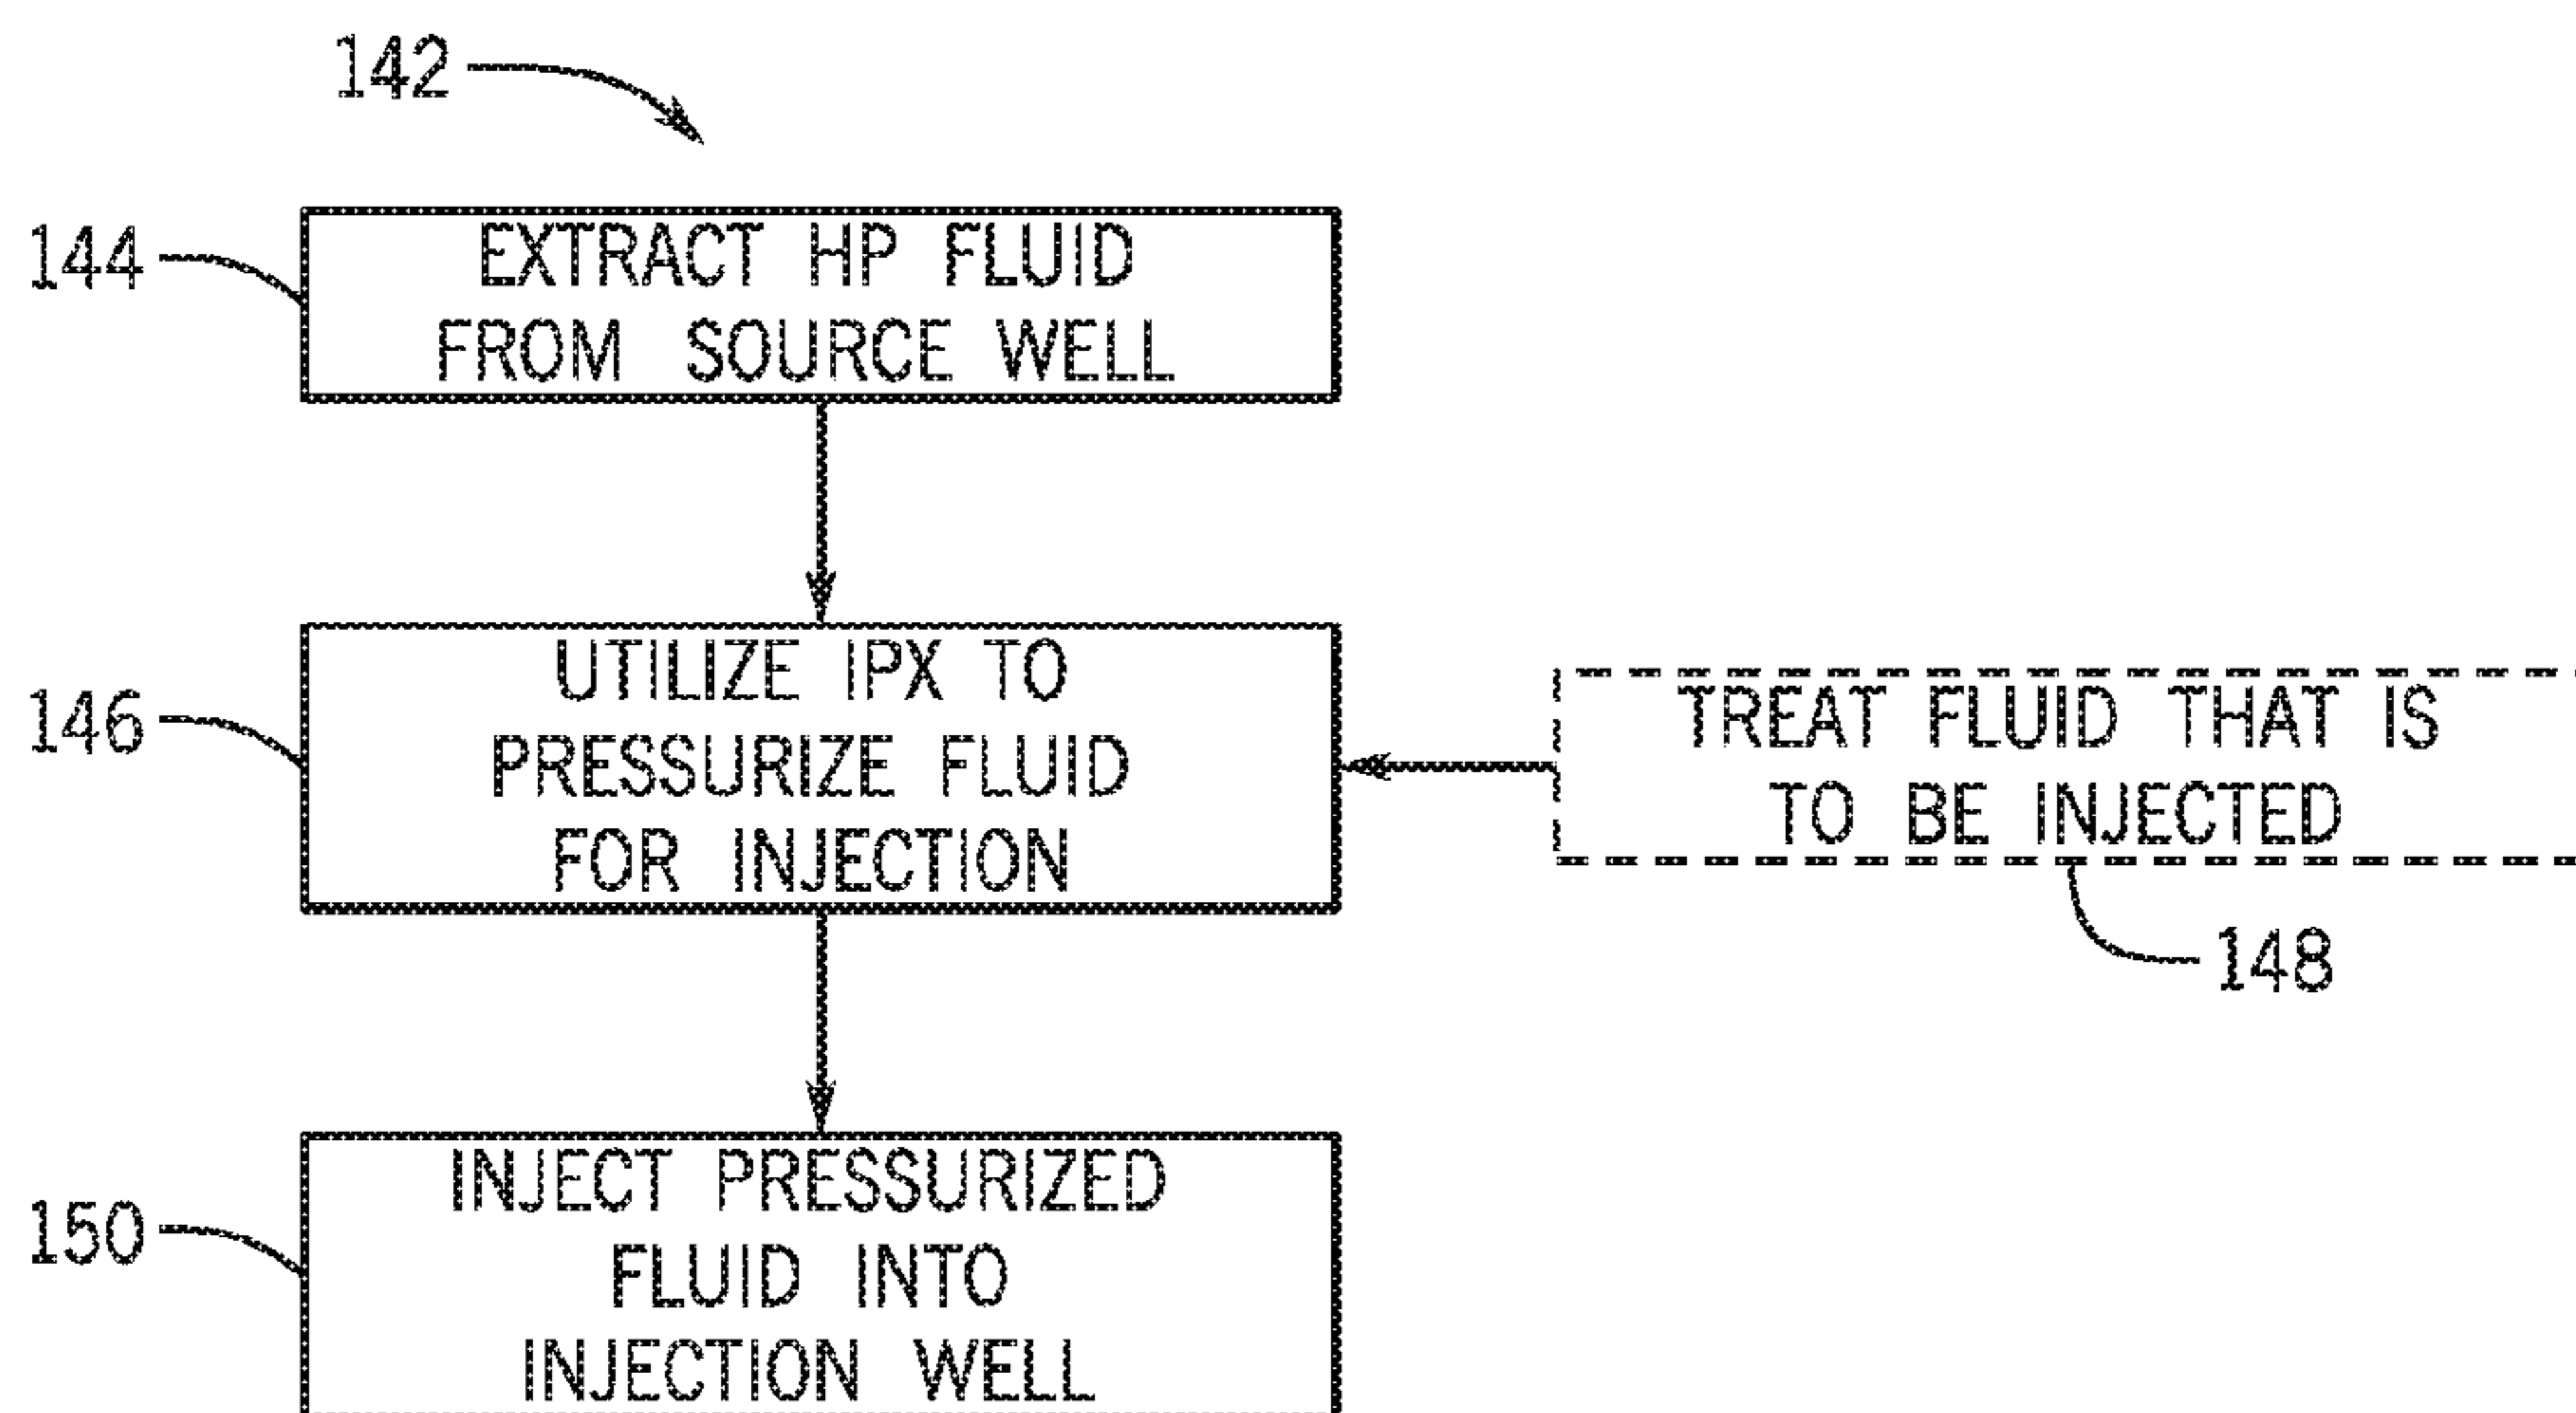 142
144
EXTRACT HP FLUID
FROM SOURCE WELL
146
UTILIZE IPX TO
PRESSURIZE FLUID
FOR INJECTION
TREAT FLUID THAT IS
TO BE INJECTED
148
150
INJECT PRESSURIZED
FLUID INTO
INJECTION WELL